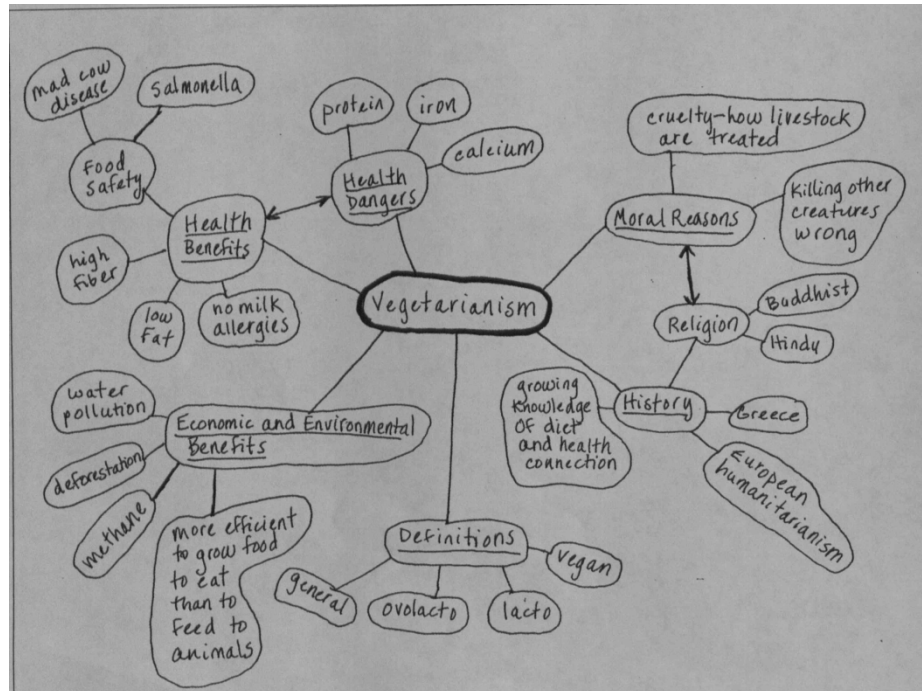 mad cow
disease
Salmonella
Food
safety
Health
Benefits
high
fiber
low
Fat
no milk
allergies
protein
iron
calcium
Health
Dangers
cruelty-how livestock
are treated
Moral Reasons
Killing other
creatures
wrong
Vegetarianism
Religion
Buddhist
Hindu
History
growing
knowledge
of diet
and health
connection
Greece
European
humanitarianism
Economic and Environmental
Benefits
water
pollution
deforestation
methane
more efficient
to grow food
to eat
than to
feed to
animals
Definitions
general
ovolacto
lacto
vegan